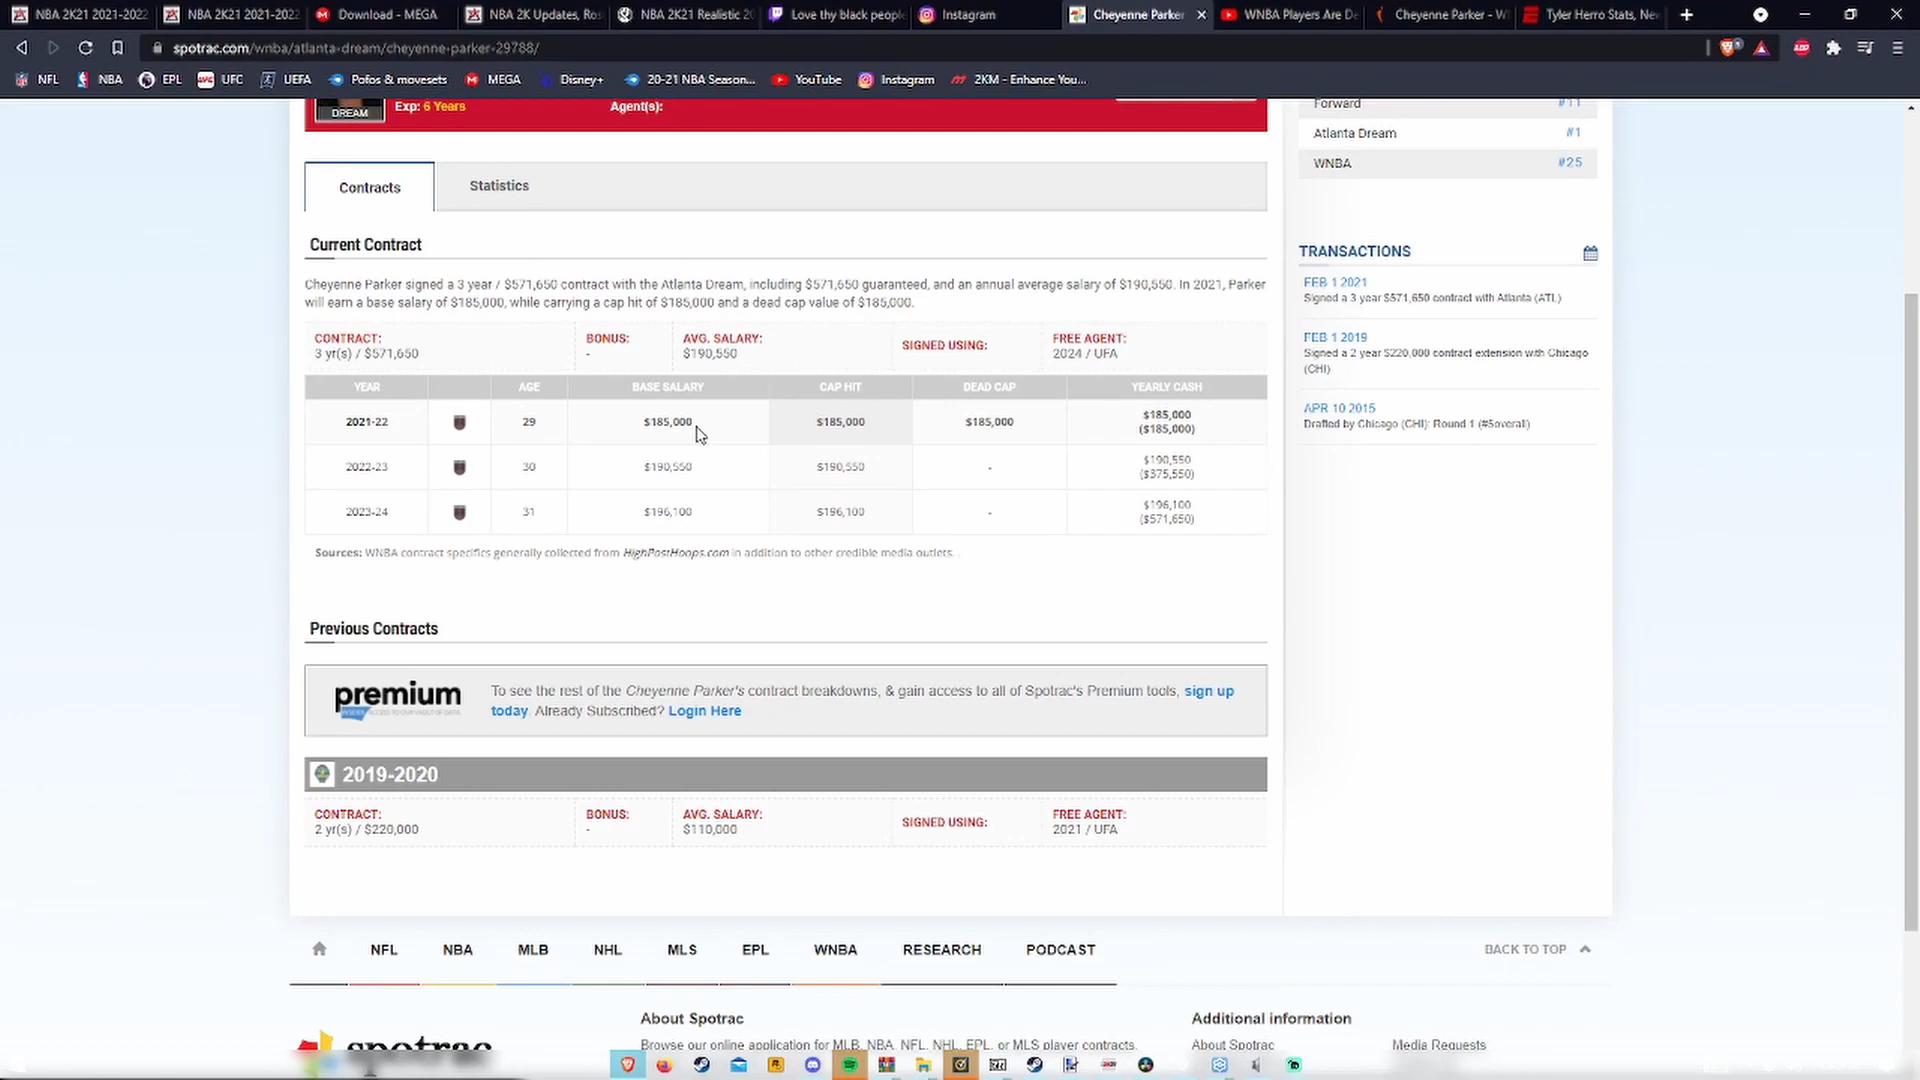 NBA 2K21 2021-2022
NBA 2K21 2021-2022
Download - MEGA
NBA 2K Updates, Ros
NBA 2K21 Realistic 20
Love thy black people
Instagram
Cheyenne Parker
WNBA Players Are De
Cheyenne Parker - W
Tyler Herro Stats, New
spotrac.com/wnba/atlanta-dream/cheyenne-parker-29788/
NFL
NBA
EPL
UFC
UEFA
Pofos & movesets
MEGA
Disney+
20-21 NBA Season...
YouTube
Instagram
2KM - Enhance You...
DREAM
Exp: 6 Years
Agent(s):
Forward #11
Atlanta Dream #1
WNBA #25
Contracts
Statistics
Current Contract
Cheyenne Parker signed a 3 year / $571,650 contract with the Atlanta Dream, including $571,650 guaranteed, and an annual average salary of $190,550. In 2021, Parker
will earn a base salary of $185,000, while carrying a cap hit of $185,000 and a dead cap value of $185,000.
CONTRACT: BONUS: AVG. SALARY: SIGNED USING: FREE AGENT:
3 yr(s) / $571,650 - $190,550 2024 / UFA
YEAR AGE BASE SALARY CAP HIT DEAD CAP YEARLY CASH
2021-22 29 $185,000 $185,000 $185,000 $185,000
($185,000)
2022-23 30 $190,550 $190,550 - $190,550
($375,550)
2023-24 31 $196,100 $196,100 - $196,100
($571,650)
Sources: WNBA contract specifics generally collected from HighPostHoops.com in addition to other credible media outlets.
TRANSACTIONS
FEB 1 2021
Signed a 3 year $571,650 contract with Atlanta (ATL)
FEB 1 2019
Signed a 2 year $220,000 contract extension with Chicago
(CHI)
APR 10 2015
Drafted by Chicago (CHI): Round 1 (#5overall)
Previous Contracts
premium
To see the rest of the Cheyenne Parker's contract breakdowns, & gain access to all of Spotrac's Premium tools, sign up
today. Already Subscribed? Login Here
2019-2020
CONTRACT: BONUS: AVG. SALARY: SIGNED USING: FREE AGENT:
2 yr(s) / $220,000 - $110,000 2021 / UFA
NFL NBA MLB NHL MLS EPL WNBA RESEARCH PODCAST BACK TO TOP
spotrac
About Spotrac
Browse our online application for MLB, NBA, NFL, NHL, EPL, or MLS player contracts.
Additional information
About Spotrac Media Requests